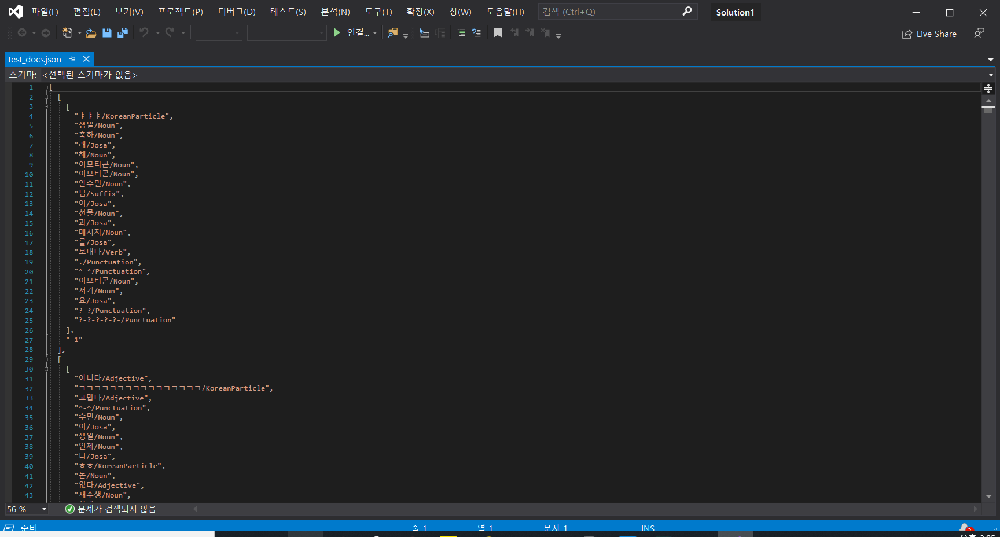 파일(F) 편집(E) 보기(V) 프로젝트(P) 디버그(D) 테스트(S) 분석(N) 도구(T) 확장(X) 창(W) 도움말(H) 검색 (Ctrl+Q) Solution1
연결... Live Share
test_docs.json
스키마: <선택된 스키마가 없음>
1 [
2 [
3 [
4 "ㅑㅑㅑ/KoreanParticle",
5 "생일/Noun",
6 "축하/Noun",
7 "래/Josa",
8 "해/Noun",
9 "이모티콘/Noun",
10 "이모티콘/Noun",
11 "안수민/Noun",
12 "님/Suffix",
13 "이/Josa",
14 "선물/Noun",
15 "과/Josa",
16 "메시지/Noun",
17 "를/Josa",
18 "보내다/Verb",
19 "./Punctuation",
20 "^_^/Punctuation",
21 "이모티콘/Noun",
22 "저기/Noun",
23 "요/Josa",
24 "?-?/Punctuation",
25 "?-?-?-?-?-/Punctuation"
26 ],
27 "-1"
28 ],
29 [
30 [
31 "아니다/Adjective",
32 "ㅋㄱㅋㄱㄱㅋㄱㅋㄱㄱㅋㄱㅋㅋㄱㅋ/KoreanParticle",
33 "고맙다/Adjective",
34 "^-^/Punctuation",
35 "수민/Noun",
36 "이/Josa",
37 "생일/Noun",
38 "언제/Noun",
39 "니/Josa",
40 "ㅎㅎ/KoreanParticle",
41 "돈/Noun",
42 "없다/Adjective",
43 "재수생/Noun",
56 % 문제가 검색되지 않음
준비 줄 1 열 1 문자 1 INS